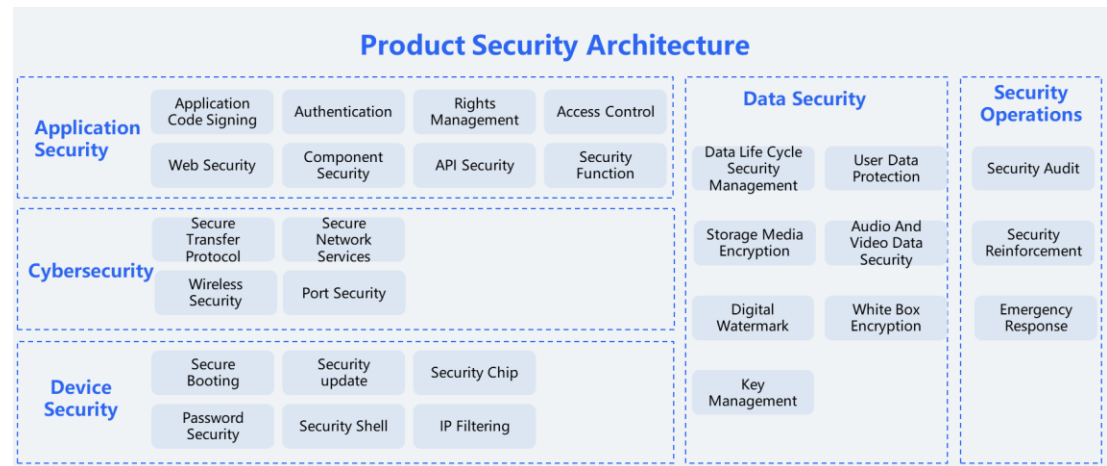 Product Security Architecture
Application
Security
Application
Code Signing
Authentication
Rights
Management
Access Control
Web Security
Component
Security
API Security
Security
Function
Cybersecurity
Secure
Transfer
Protocol
Secure
Network
Services
Wireless
Security
Port Security
Device
Security
Secure
Booting
Security
update
Security Chip
Password
Security
Security Shell
IP Filtering
Data Security
Data Life Cycle
Security
Management
User Data
Protection
Storage Media
Encryption
Audio And
Video Data
Security
Digital
Watermark
White Box
Encryption
Key
Management
Security
Operations
Security Audit
Security
Reinforcement
Emergency
Response